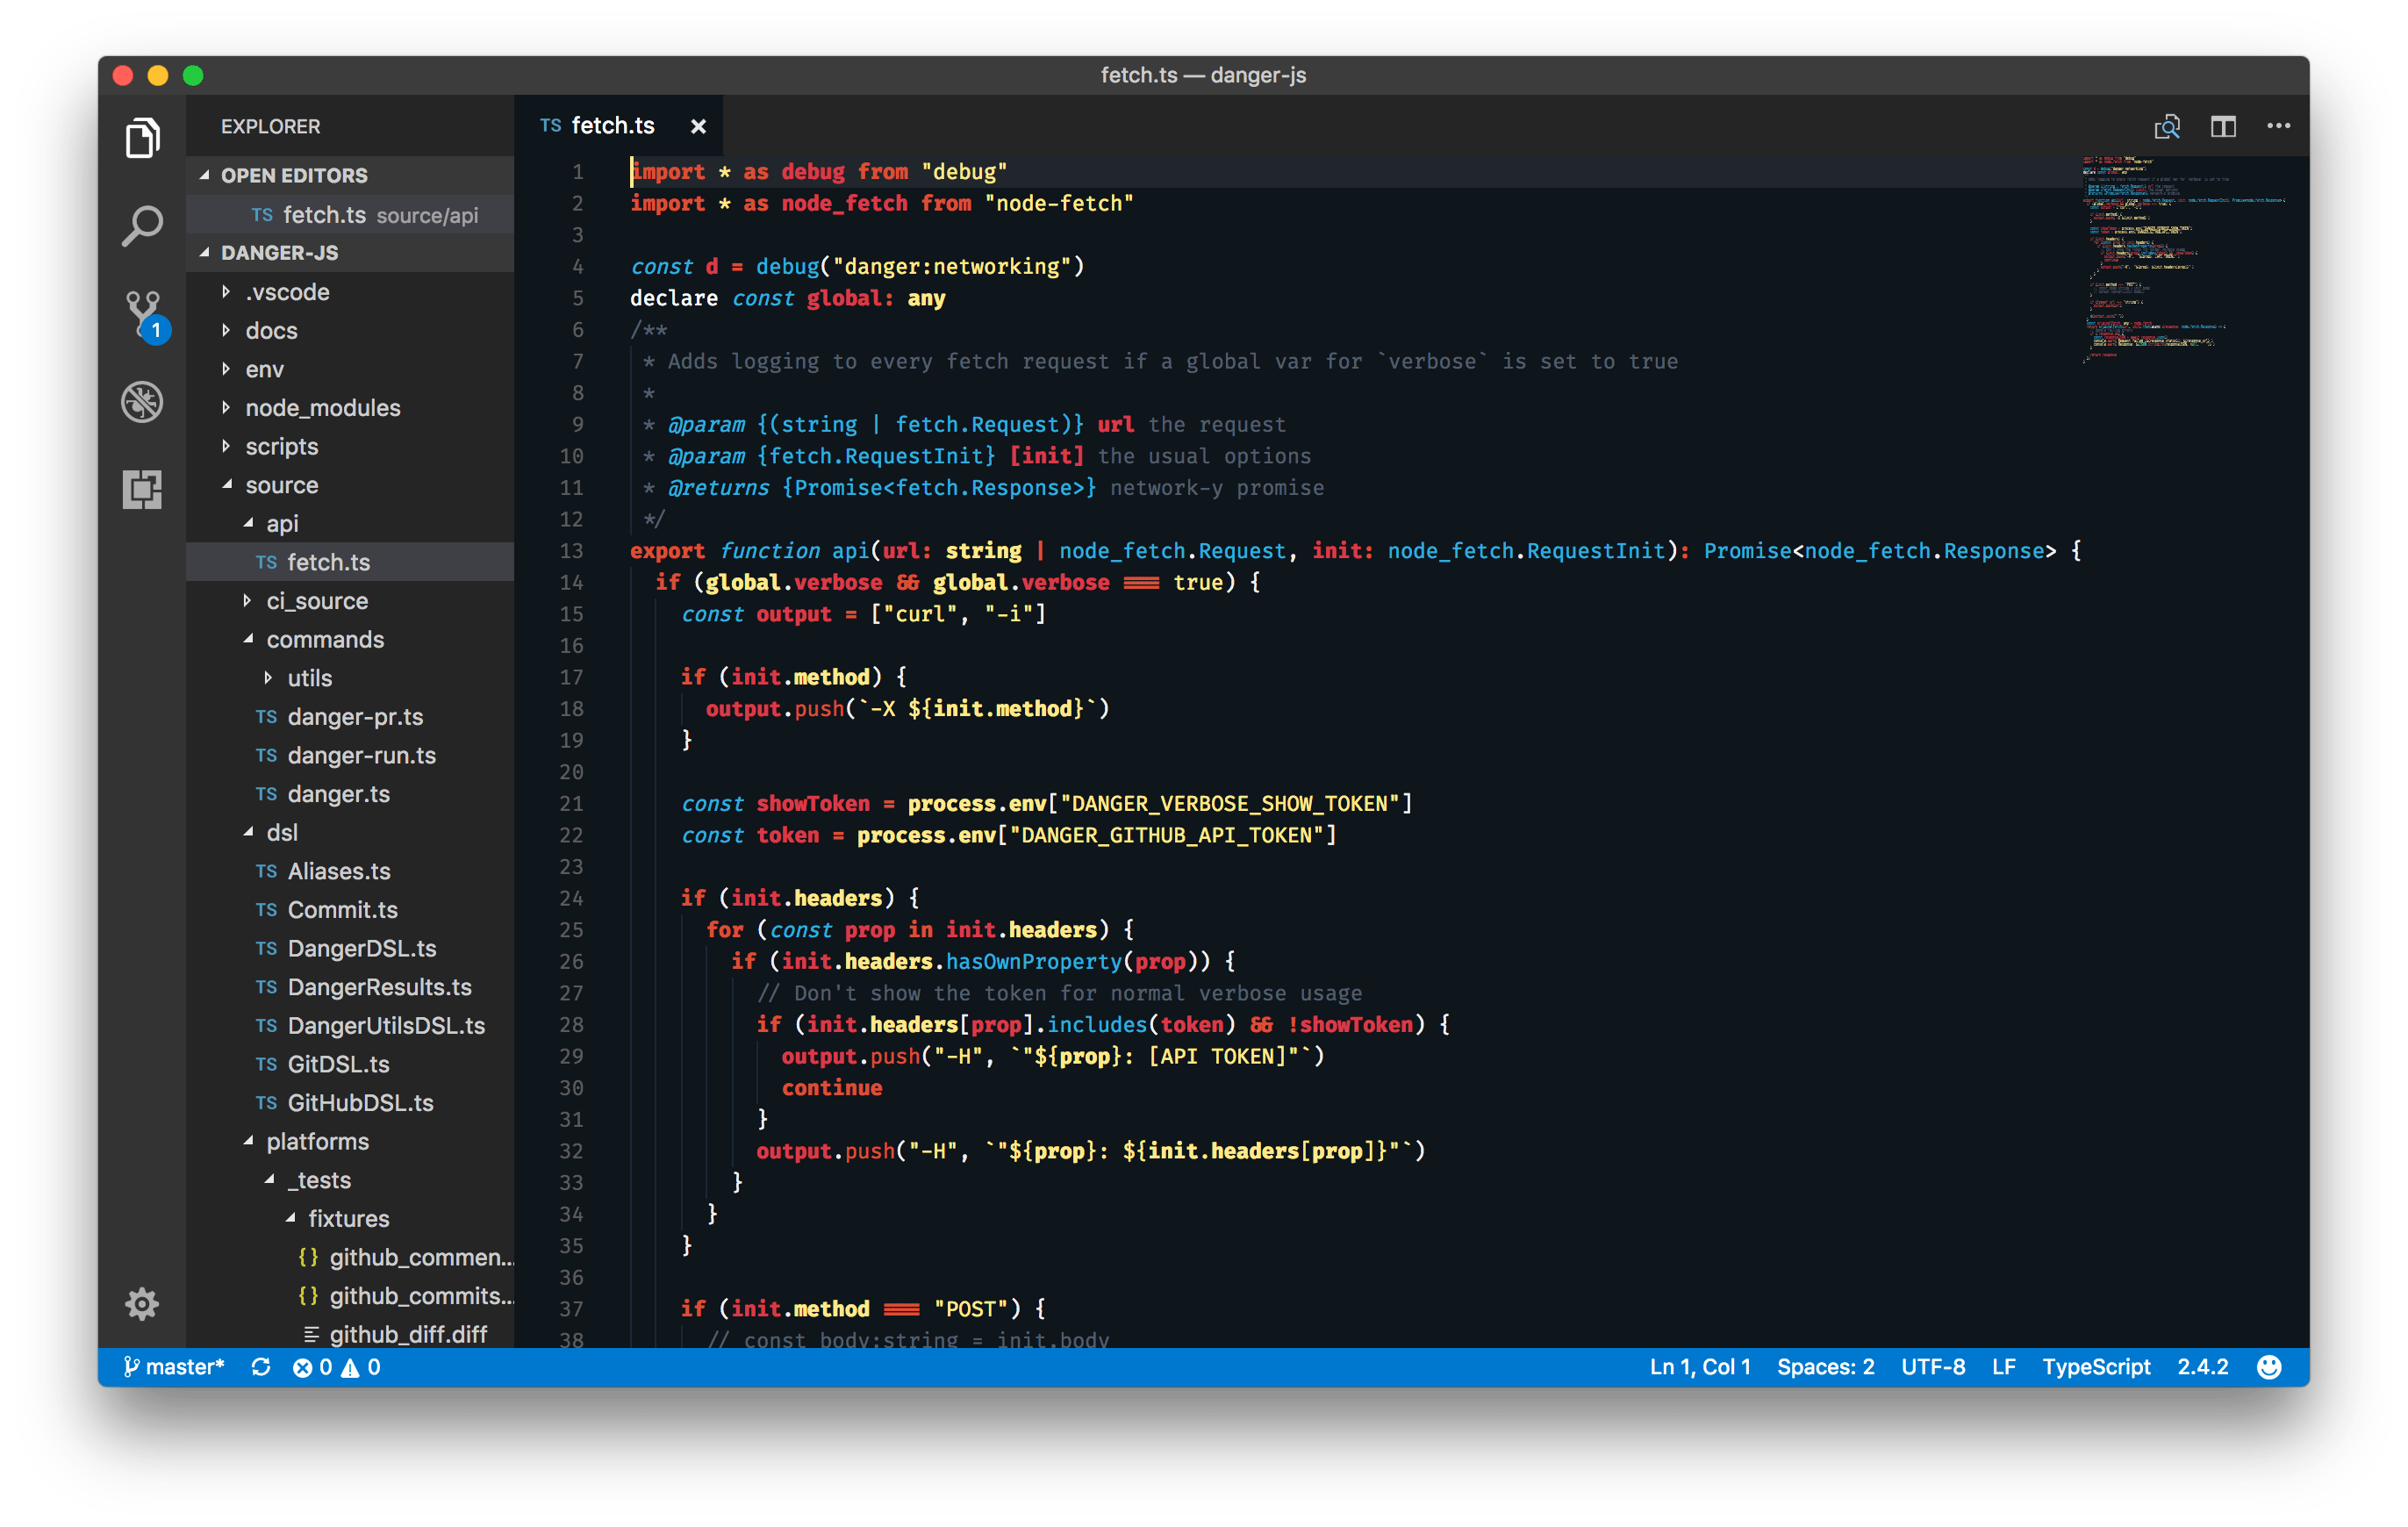 fetch.ts — danger-js
EXPLORER
OPEN EDITORS
TS fetch.ts source/api
DANGER-JS
.vscode
docs
env
node_modules
scripts
source
api
TS fetch.ts
ci_source
commands
utils
TS danger-pr.ts
TS danger-run.ts
TS danger.ts
dsl
TS Aliases.ts
TS Commit.ts
TS DangerDSL.ts
TS DangerResults.ts
TS DangerUtilsDSL.ts
TS GitDSL.ts
TS GitHubDSL.ts
platforms
_tests
fixtures
{} github_commen...
{} github_commits...
github_diff.diff
1
TS fetch.ts ×
1 import * as debug from "debug"
2 import * as node_fetch from "node-fetch"
3
4 const d = debug("danger:networking")
5 declare const global: any
6 /**
7 * Adds logging to every fetch request if a global var for `verbose` is set to true
8 *
9 * @param {(string | fetch.Request)} url the request
10 * @param {fetch.RequestInit} [init] the usual options
11 * @returns {Promise<fetch.Response>} network-y promise
12 */
13 export function api(url: string | node_fetch.Request, init: node_fetch.RequestInit): Promise<node_fetch.Response> {
14 if (global.verbose && global.verbose === true) {
15 const output = ["curl", "-i"]
16
17 if (init.method) {
18 output.push(`-X ${init.method}`)
19 }
20
21 const showToken = process.env["DANGER_VERBOSE_SHOW_TOKEN"]
22 const token = process.env["DANGER_GITHUB_API_TOKEN"]
23
24 if (init.headers) {
25 for (const prop in init.headers) {
26 if (init.headers.hasOwnProperty(prop)) {
27 // Don't show the token for normal verbose usage
28 if (init.headers[prop].includes(token) && !showToken) {
29 output.push("-H", `"${prop}: [API TOKEN]"`)
30 continue
31 }
32 output.push("-H", `"${prop}: ${init.headers[prop]}"`)
33 }
34 }
35 }
36
37 if (init.method === "POST") {
38 // const body:string = init.body
master* 0 0
Ln 1, Col 1 Spaces: 2 UTF-8 LF TypeScript 2.4.2